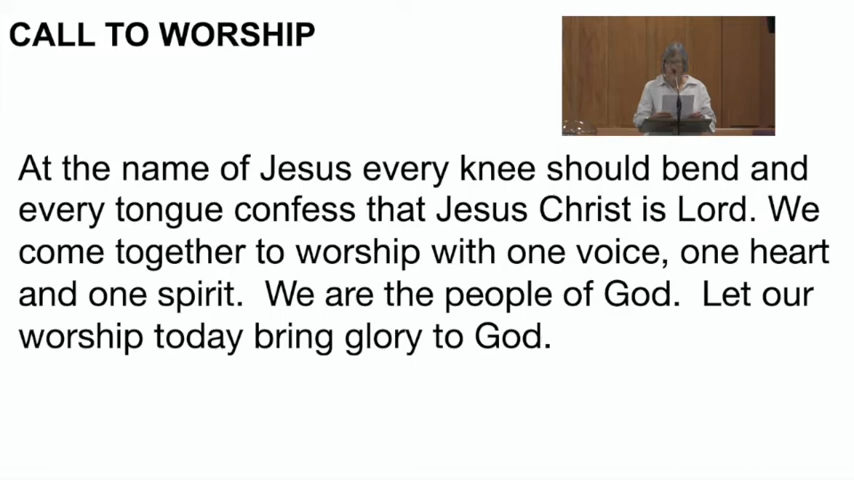 CALL TO WORSHIP
At the name of Jesus every knee should bend and
every tongue confess that Jesus Christ is Lord. We
come together to worship with one voice, one heart
and one spirit.  We are the people of God.  Let our
worship today bring glory to God.